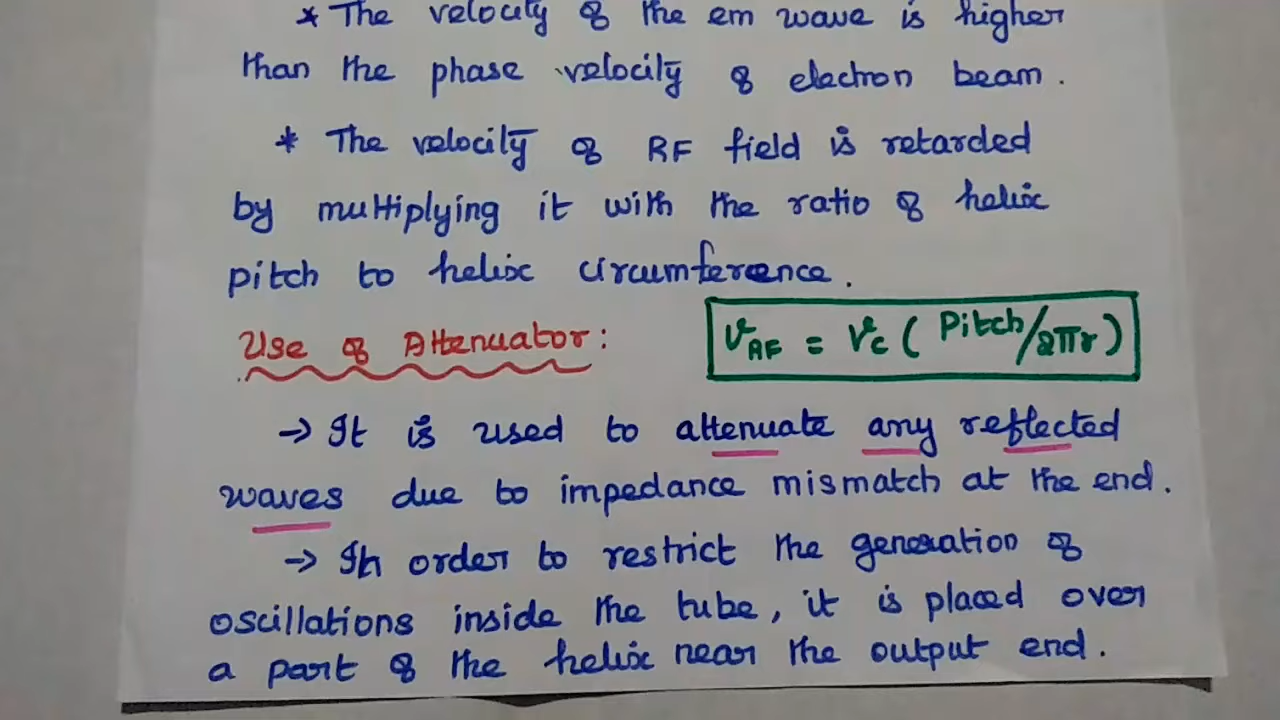 * The velocity of the em wave is higher
than the phase velocity of electron beam.
* The velocity of RF field is retarded
by multiplying it with the ratio of helix
pitch to helix circumference.
Use of Attenuator:
VRF = Vc ( Pitch/2πr)
→ It is used to attenuate any reflected
waves due to impedance mismatch at the end.
→ In order to restrict the generation of
oscillations inside the tube, it is placed over
a part of the helix near the output end.